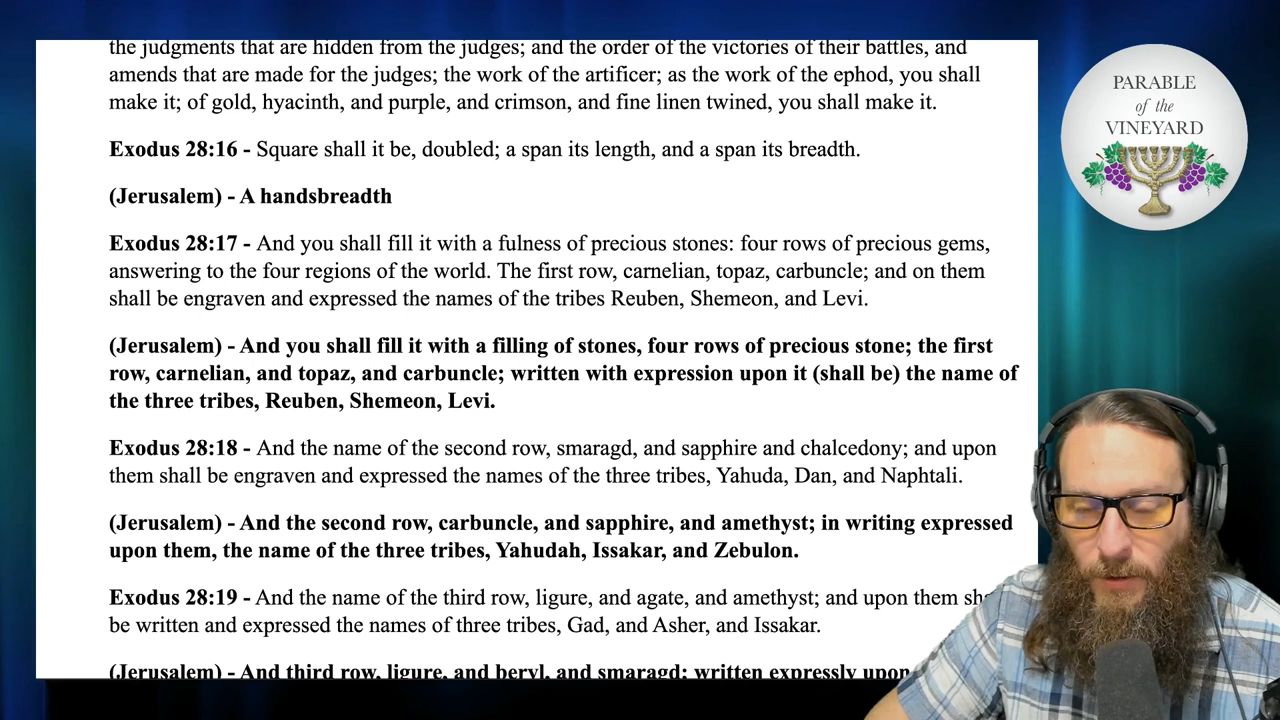 the judgments that are hidden from the judges; and the order of the victories of their battles, and
amends that are made for the judges; the work of the artificer; as the work of the ephod, you shall
make it; of gold, hyacinth, and purple, and crimson, and fine linen twined, you shall make it.
Exodus 28:16 - Square shall it be, doubled; a span its length, and a span its breadth.
(Jerusalem) - A handsbreadth
Exodus 28:17 - And you shall fill it with a fulness of precious stones: four rows of precious gems,
answering to the four regions of the world. The first row, carnelian, topaz, carbuncle; and on them
shall be engraven and expressed the names of the tribes Reuben, Shemeon, and Levi.
(Jerusalem) - And you shall fill it with a filling of stones, four rows of precious stone; the first
row, carnelian, and topaz, and carbuncle; written with expression upon it (shall be) the name of
the three tribes, Reuben, Shemeon, Levi.
Exodus 28:18 - And the name of the second row, smaragd, and sapphire and chalcedony; and upon
them shall be engraven and expressed the names of the three tribes, Yahuda, Dan, and Naphtali.
(Jerusalem) - And the second row, carbuncle, and sapphire, and amethyst; in writing expressed
upon them, the name of the three tribes, Yahudah, Issakar, and Zebulon.
Exodus 28:19 - And the name of the third row, ligure, and agate, and amethyst; and upon them
be written and expressed the names of three tribes, Gad, and Asher, and Issakar.
(Jerusalem) - And third row, ligure, and beryl, and smaragd; written expressly upon
PARABLE
of the
VINEYARD